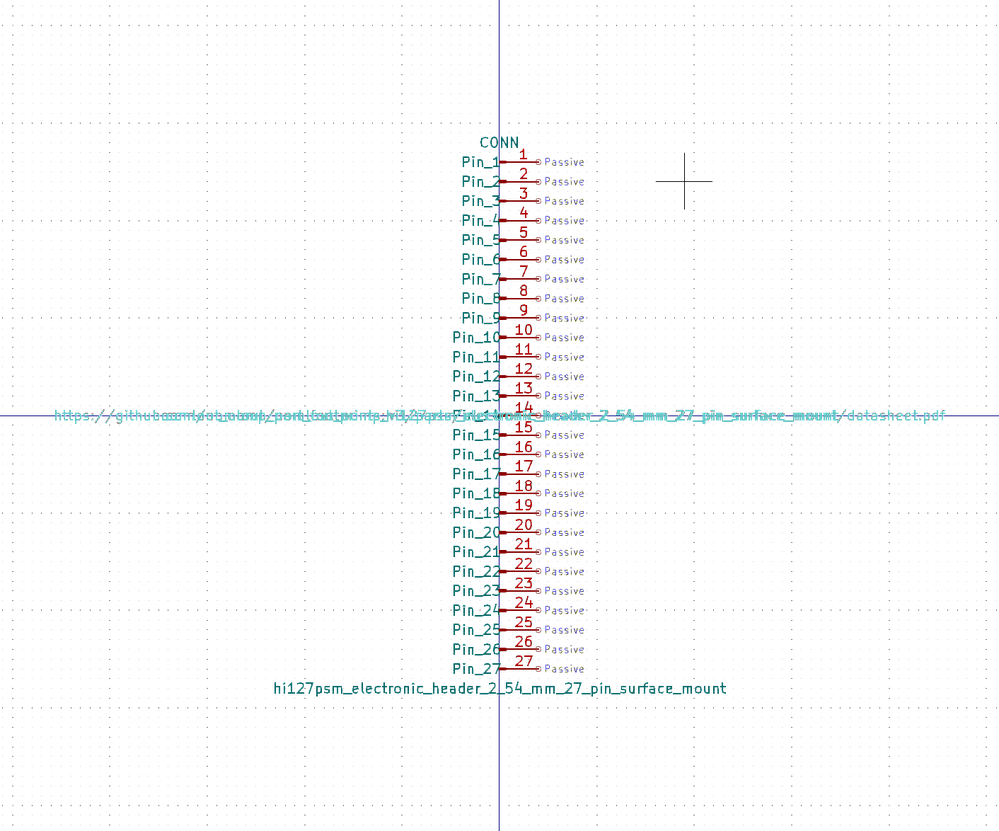 CONN
Pin_1 1 Passive
Pin_2 2 Passive
Pin_3 3 Passive
Pin_4 4 Passive
Pin_5 5 Passive
Pin_6 6 Passive
Pin_7 7 Passive
Pin_8 8 Passive
Pin_9 9 Passive
Pin_10 10 Passive
Pin_11 11 Passive
Pin_12 12 Passive
Pin_13 13 Passive
14
Pin_15 15 Passive
Pin_16 16 Passive
Pin_17 17 Passive
Pin_18 18 Passive
Pin_19 19 Passive
Pin_20 20 Passive
Pin_21 21 Passive
Pin_22 22 Passive
Pin_23 23 Passive
Pin_24 24 Passive
Pin_25 25 Passive
Pin_26 26 Passive
Pin_27 27 Passive
hi127psm_electronic_header_2_54_mm_27_pin_surface_mount